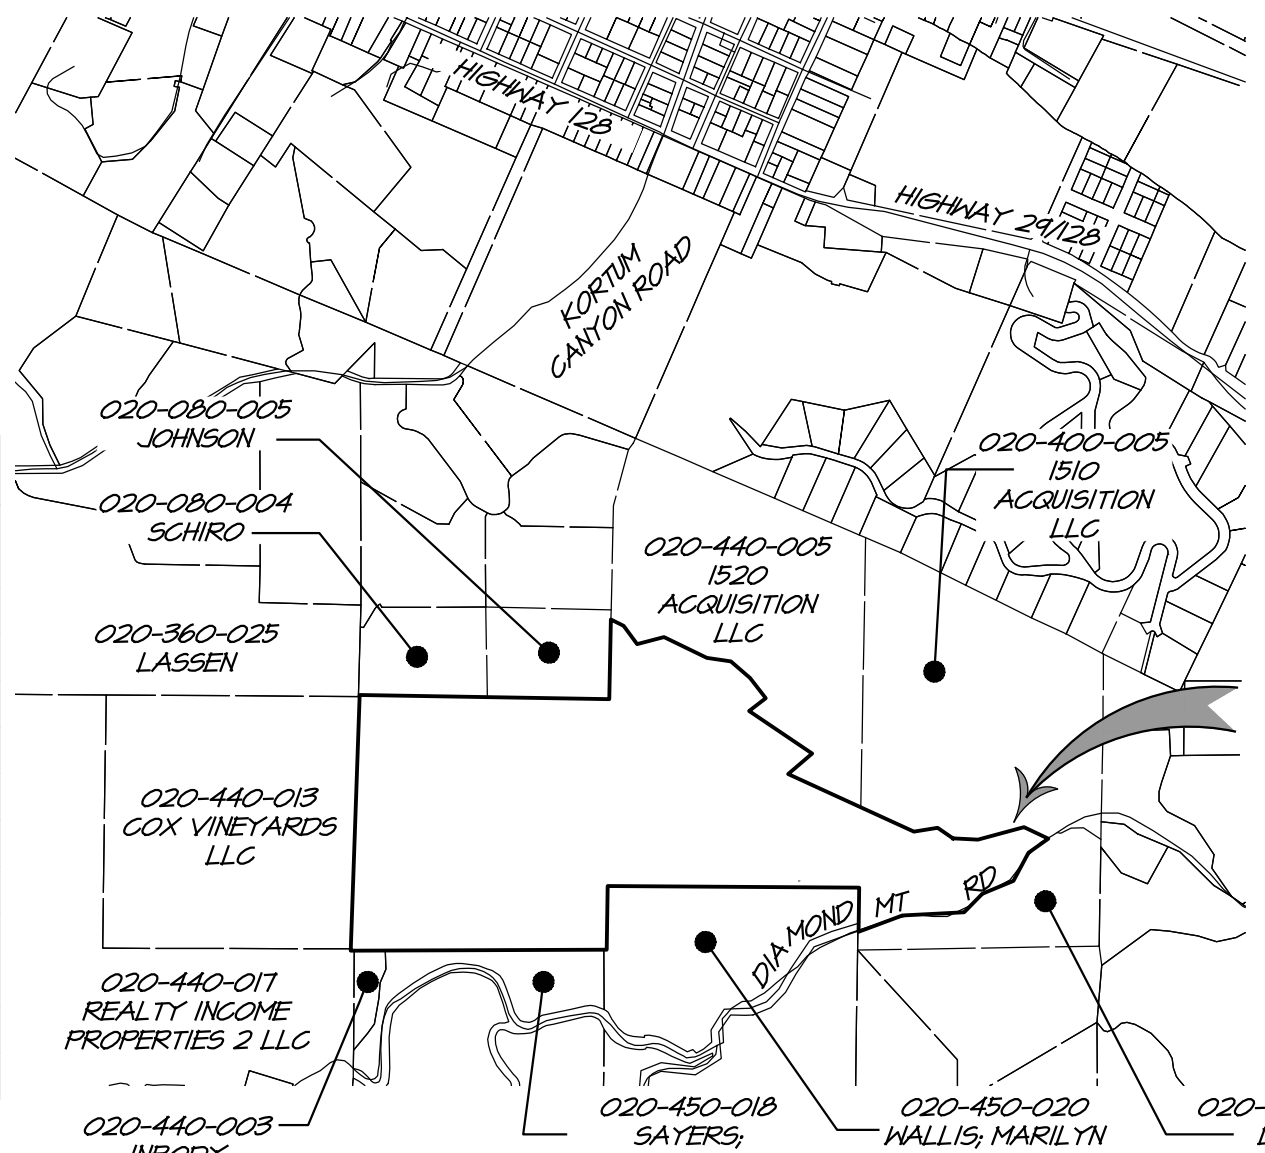 HIGHWAY 128
HIGHWAY 29/128
KORTUM
CANYON ROAD
020-080-005
JOHNSON
020-400-005
1510
ACQUISITION
LLC
020-080-004
SCHIRO
020-440-005
1520
ACQUISITION
LLC
020-360-025
LASSEN
020-440-013
COX VINEYARDS
LLC
DIAMOND MT RD
020-440-017
REALTY INCOME
PROPERTIES 2 LLC
020-450-018
SAYERS;
020-450-020
WALLIS; MARILYN
020-
020-440-003